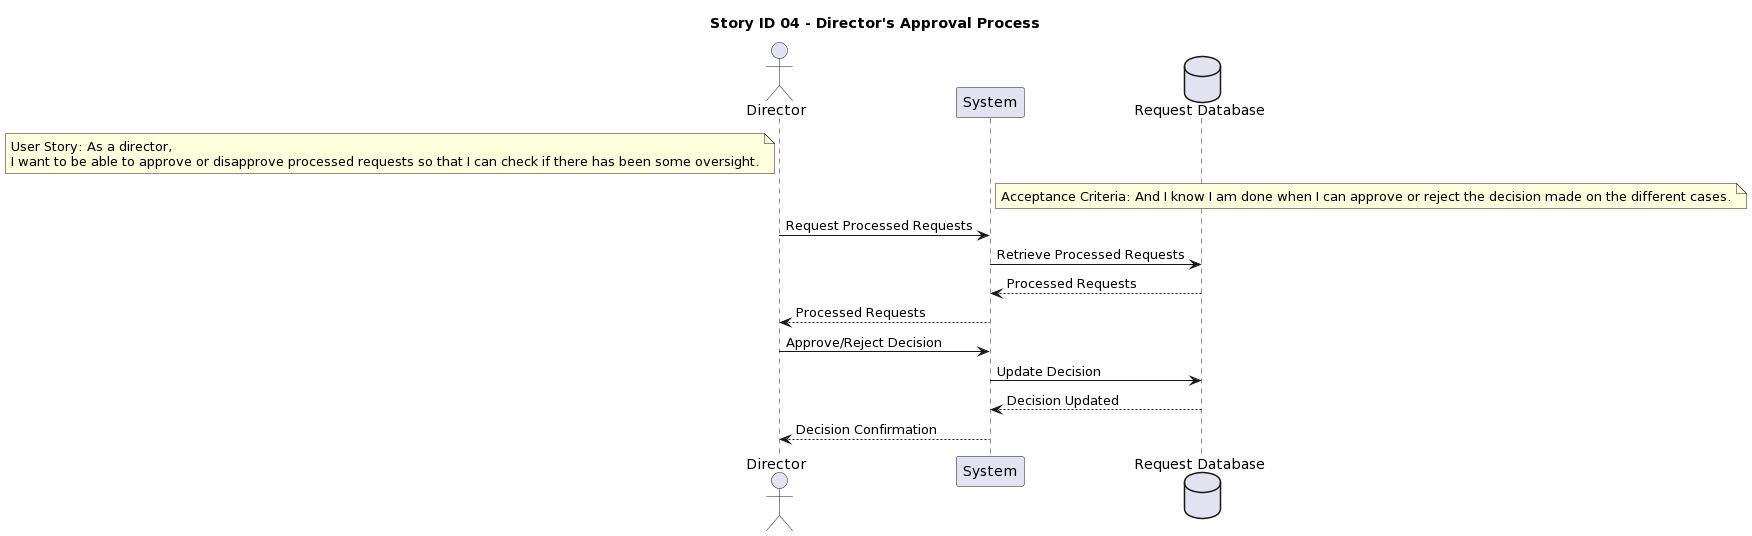 Story ID 04 - Director's Approval Process
Director
System
Request Database
User Story: As a director,
I want to be able to approve or disapprove processed requests so that I can check if there has been some oversight.
Acceptance Criteria: And I know I am done when I can approve or reject the decision made on the different cases.
Request Processed Requests
Retrieve Processed Requests
Processed Requests
Processed Requests
Approve/Reject Decision
Update Decision
Decision Updated
Decision Confirmation
Director
System
Request Database